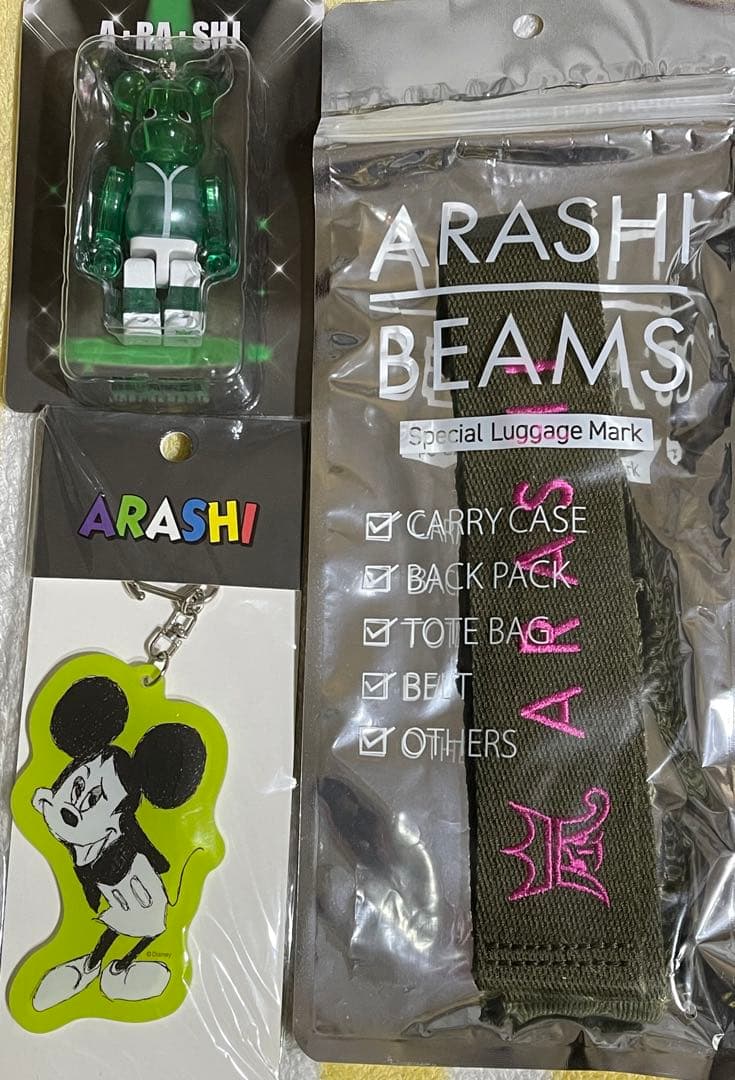 A・RA・SHI
ARASHI
BEAMS
Special Luggage Mark
CARRY CASE
BACK PACK
TOTE BAG
BELT
OTHERS
ARASHI
ARASHI
©Disney